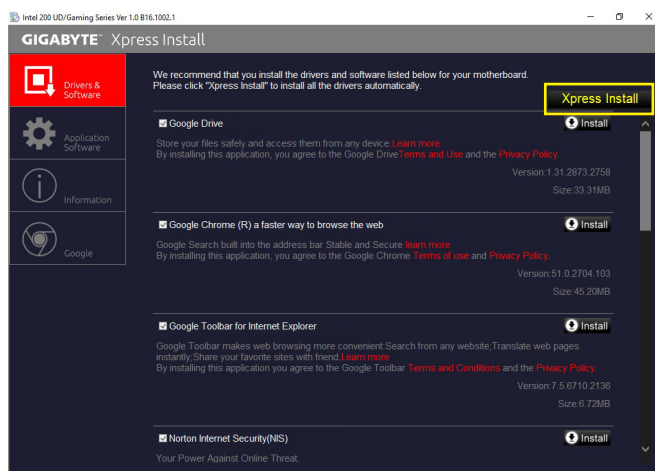 Intel 200 UD/Gaming Series Ver 1.0 B16.1002.1
GIGABYTE™ Xpress Install
Drivers &
Software
Application
Software
Information
Google
We recommend that you install the drivers and software listed below for your motherboard.
Please click "Xpress Install" to install all the drivers automatically.
Xpress Install
Google Drive
Install
Store your files safely and access them from any device.Learn more
By installing this application, you agree to the Google DriveTerms and Use and the Privacy Policy.
Version:1.31.2873.2758
Size:33.31MB
Google Chrome (R) a faster way to browse the web
Install
Google Search built into the address bar Stable and Secure learn more
By installing this application, you agree to the Google Chrome Terms of use and Privacy Policy.
Version:51.0.2704.103
Size:45.20MB
Google Toolbar for Internet Explorer
Install
Google Toolbar makes web browsing more convenient:Search from any website;Translate web pages
instantly;Share your favorite sites with friend.Learn more
By installing this application you agree to the Google Toolbar Terms and Conditions and the Privacy Policy.
Version:7.5.6710.2136
Size:6.72MB
Norton Internet Security(NIS)
Install
Your Power Against Online Threat.